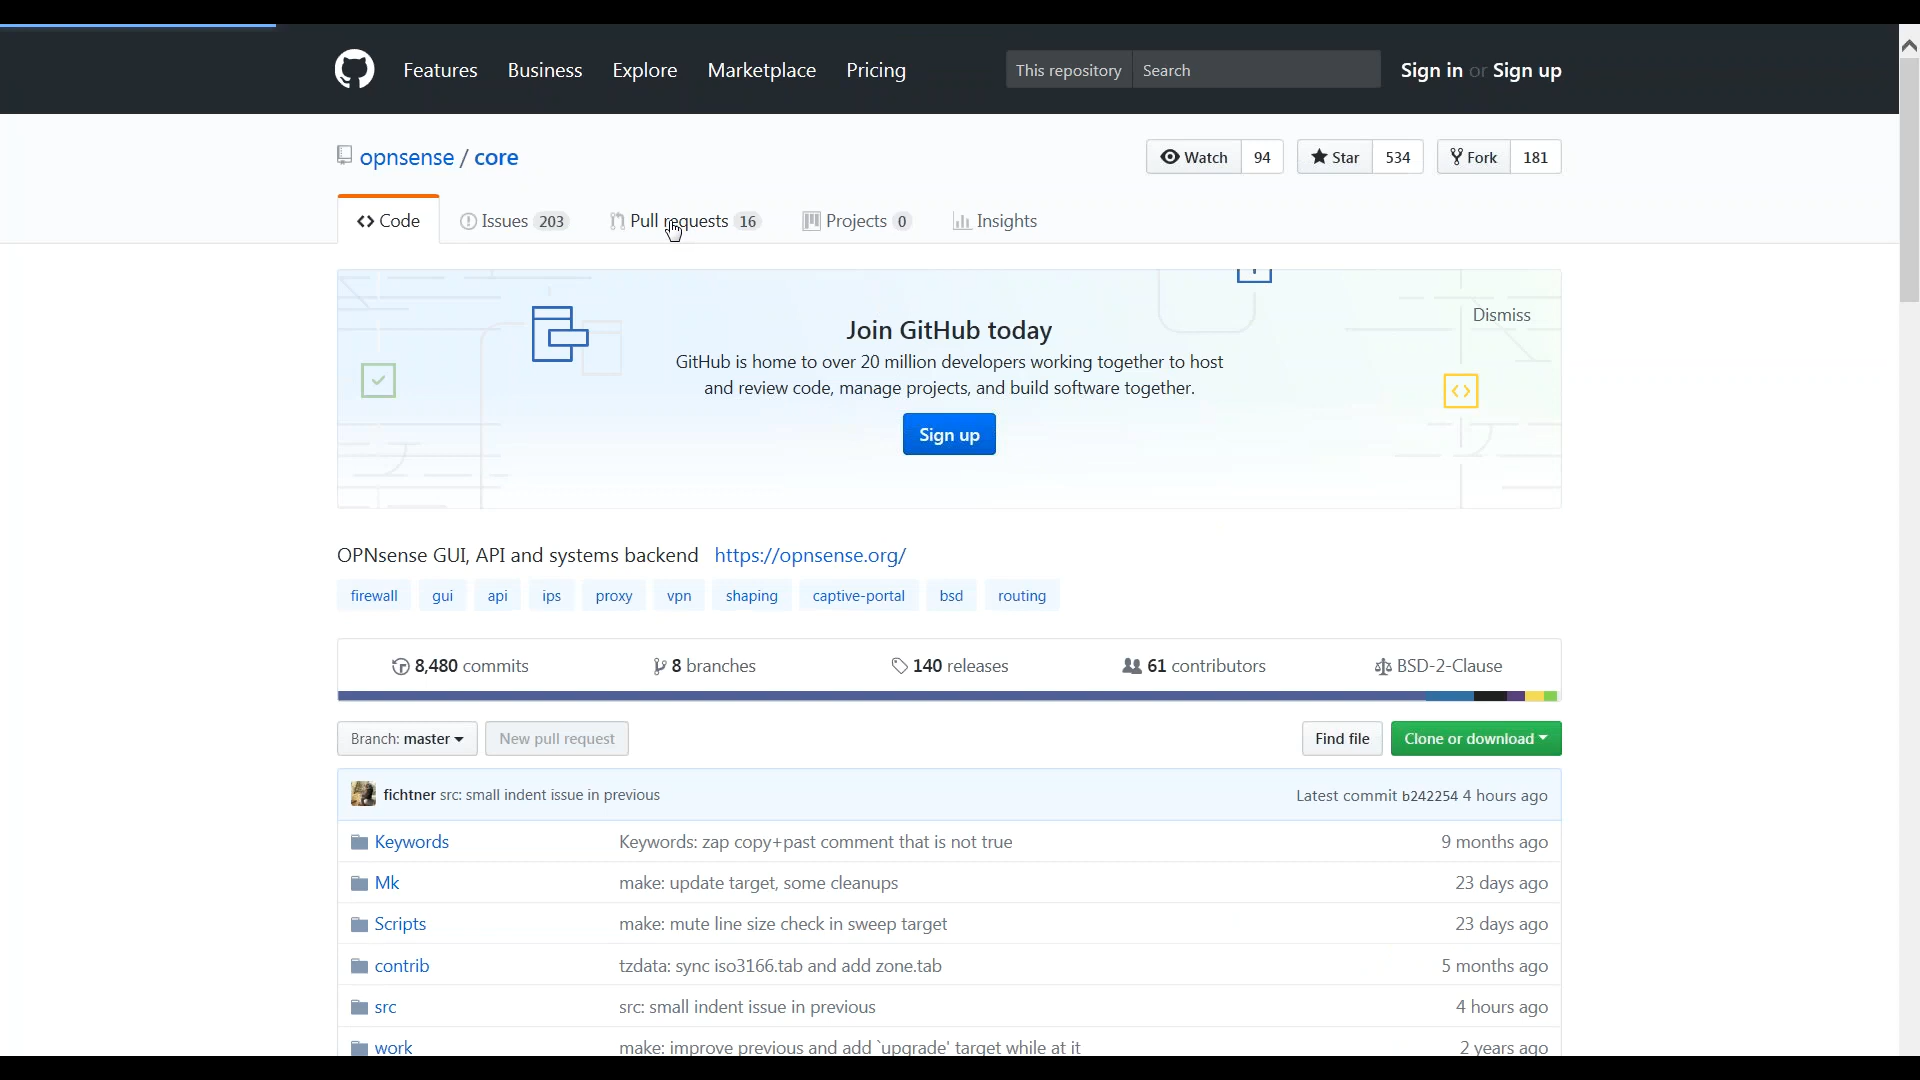 Features Business Explore Marketplace Pricing This repository Search Sign in or Sign up
opnsense / core Watch 94 Star 534 Fork 181
Code Issues 203 Pull requests 16 Projects 0 Insights
Join GitHub today
Dismiss
GitHub is home to over 20 million developers working together to host
and review code, manage projects, and build software together.
Sign up
OPNsense GUI, API and systems backend https://opnsense.org/
firewall gui api ips proxy vpn shaping captive-portal bsd routing
8,480 commits 8 branches 140 releases 61 contributors BSD-2-Clause
Branch: master New pull request Find file Clone or download
fichtner src: small indent issue in previous Latest commit b242254 4 hours ago
Keywords Keywords: zap copy+past comment that is not true 9 months ago
Mk make: update target, some cleanups 23 days ago
Scripts make: mute line size check in sweep target 23 days ago
contrib tzdata: sync iso3166.tab and add zone.tab 5 months ago
src src: small indent issue in previous 4 hours ago
work make: improve previous and add `upgrade' target while at it 2 years ago